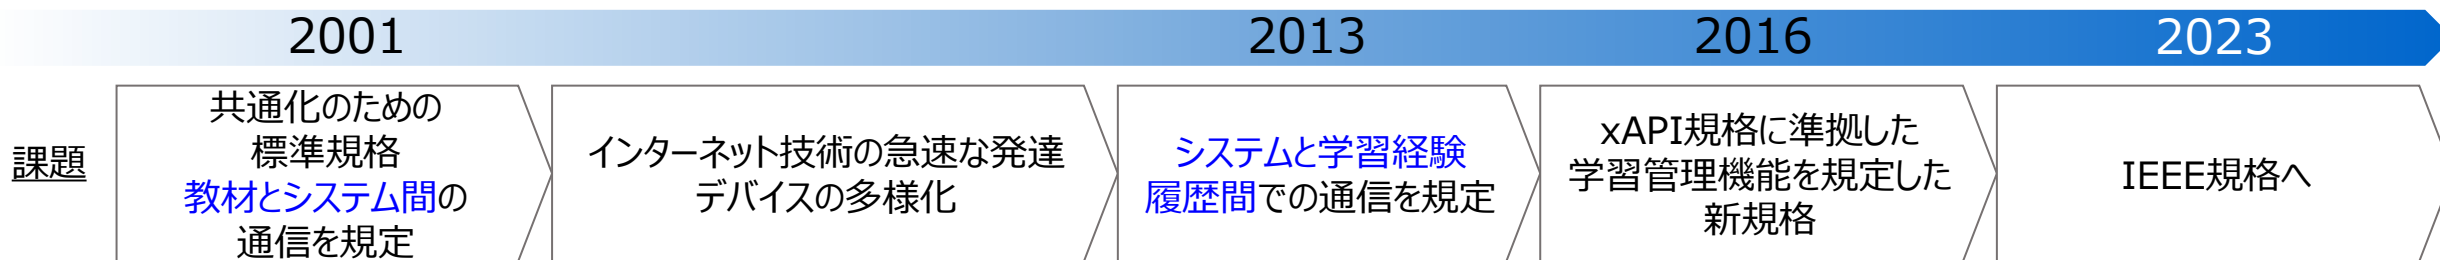 2001
2013
2016
2023
課題
共通化のための
標準規格
教材とシステム間の
通信を規定
インターネット技術の急速な発達
デバイスの多様化
システムと学習経験
履歴間での通信を規定
xAPI規格に準拠した
学習管理機能を規定した
新規格
IEEE規格へ